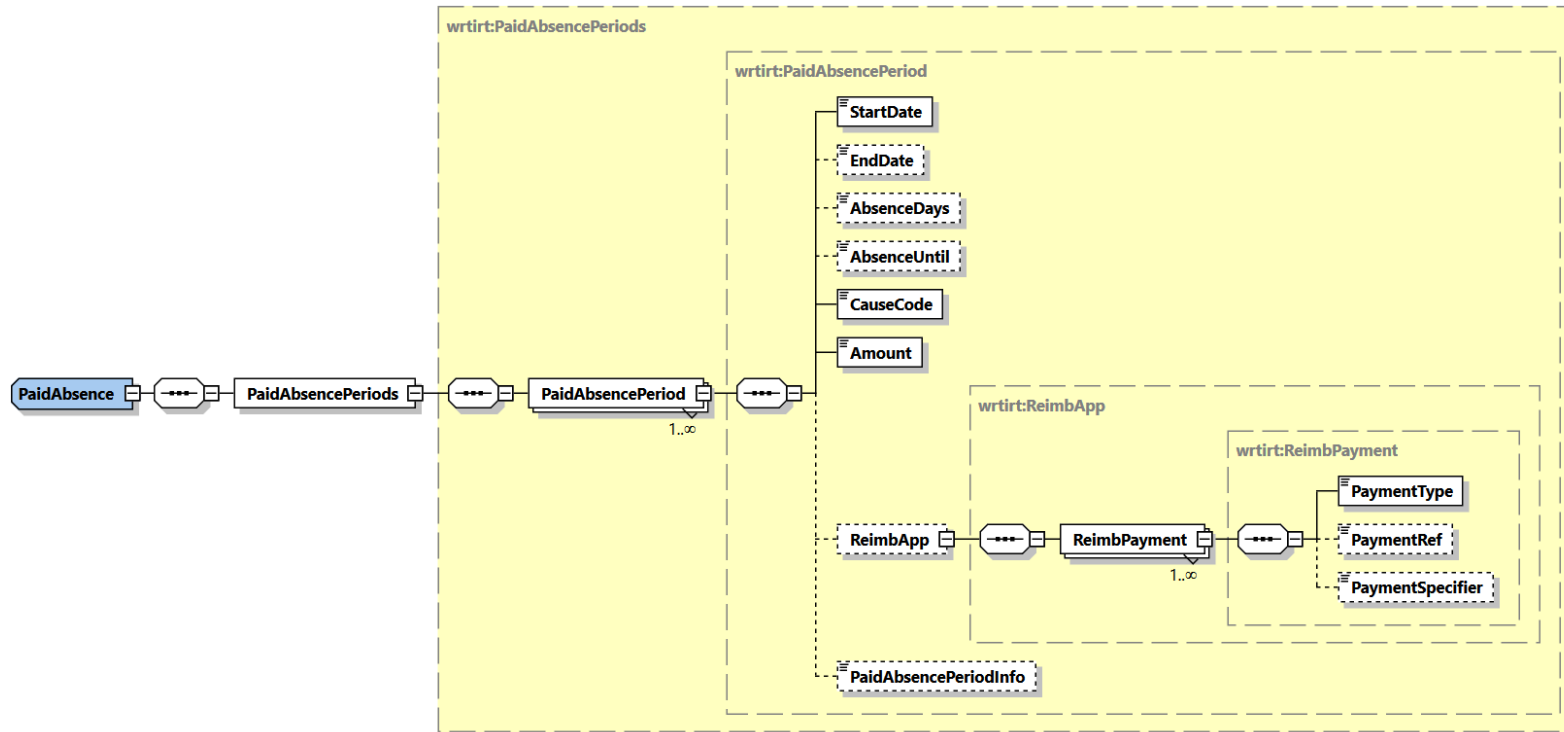 wrtirt:PaidAbsencePeriods
wrtirt:PaidAbsencePeriod
StartDate
EndDate
AbsenceDays
AbsenceUntil
CauseCode
Amount
PaidAbsence
PaidAbsencePeriods
PaidAbsencePeriod
1..∞
wrtirt:ReimbApp
wrtirt:ReimbPayment
PaymentType
ReimbApp
ReimbPayment
1..∞
PaymentRef
PaymentSpecifier
PaidAbsencePeriodInfo